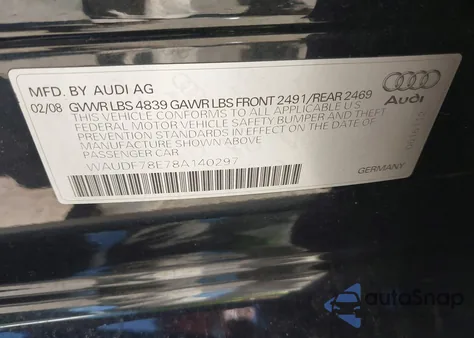 MFD. BY AUDI AG
02/08 GVWR LBS 4839 GAWR LBS FRONT 2491/REAR 2469
THIS VEHICLE CONFORMS TO ALL APPLICABLE U.S
FEDERAL MOTOR VEHICLE SAFETY BUMPER AND THEFT
PREVENTION STANDARDS IN EFFECT ON THE DATE OF
MANUFACTURE SHOWN ABOVE
PASSENGER CAR
WAUDF78E78A140297
Audi
GERMANY
autoSnap